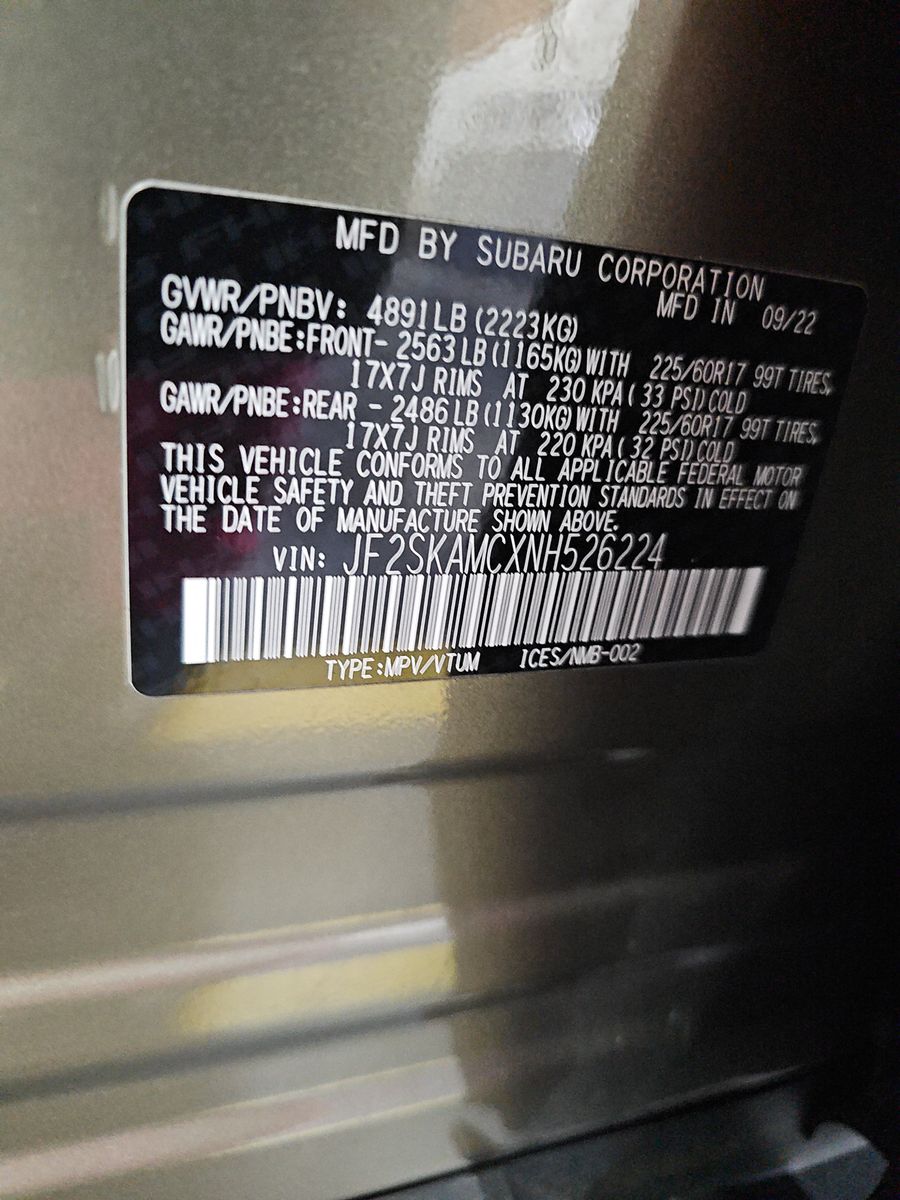 MFD BY SUBARU CORPORATION
MFD IN 09/22
GVWR/PNBV: 4891LB (2223KG)
GAWR/PNBE:FRONT- 2563LB(1165KG)WITH 225/60R17 99T TIRES,
17X7J RIMS AT 230 KPA( 33 PSI)COLD
GAWR/PNBE:REAR - 2486LB(1130KG)WITH 225/60R17 99T TIRES,
17X7J RIMS AT 220 KPA( 32 PSI)COLD
THIS VEHICLE CONFORMS TO ALL APPLICABLE FEDERAL MOTOR
VEHICLE SAFETY AND THEFT PREVENTION STANDARDS IN EFFECT ON
THE DATE OF MANUFACTURE SHOWN ABOVE.
VIN: JF2SKAMCXNH526224
TYPE:MPV/VTUM ICES/NMB-002